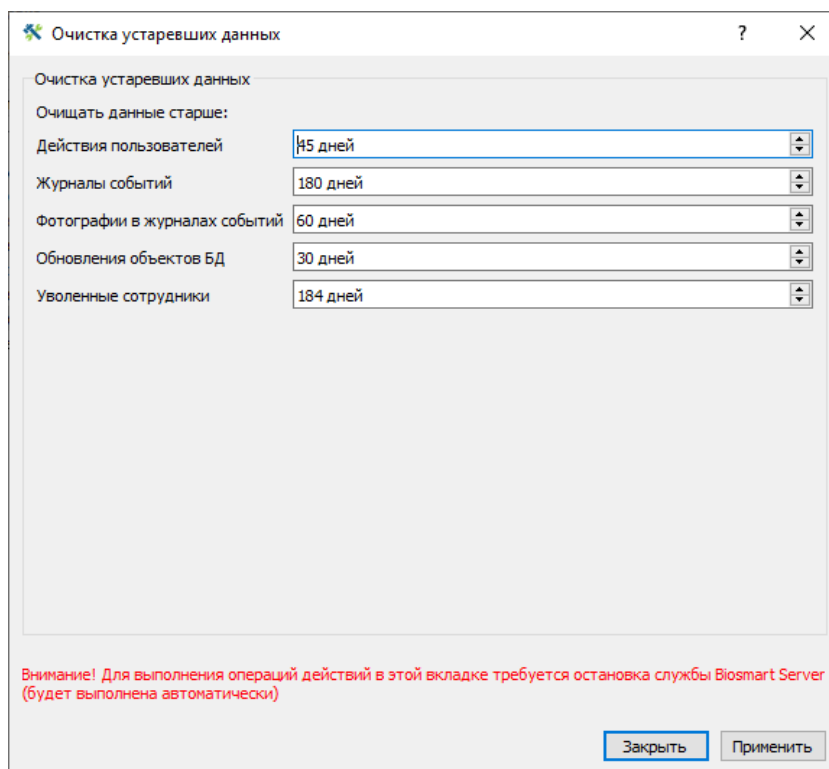 Очистка устаревших данных
?
Очистка устаревших данных
Очищать данные старше:
Действия пользователей 45 дней
Журналы событий 180 дней
Фотографии в журналах событий 60 дней
Обновления объектов БД 30 дней
Уволенные сотрудники 184 дней
Внимание! Для выполнения операций действий в этой вкладке требуется остановка службы Biosmart Server
(будет выполнена автоматически)
Закрыть Применить